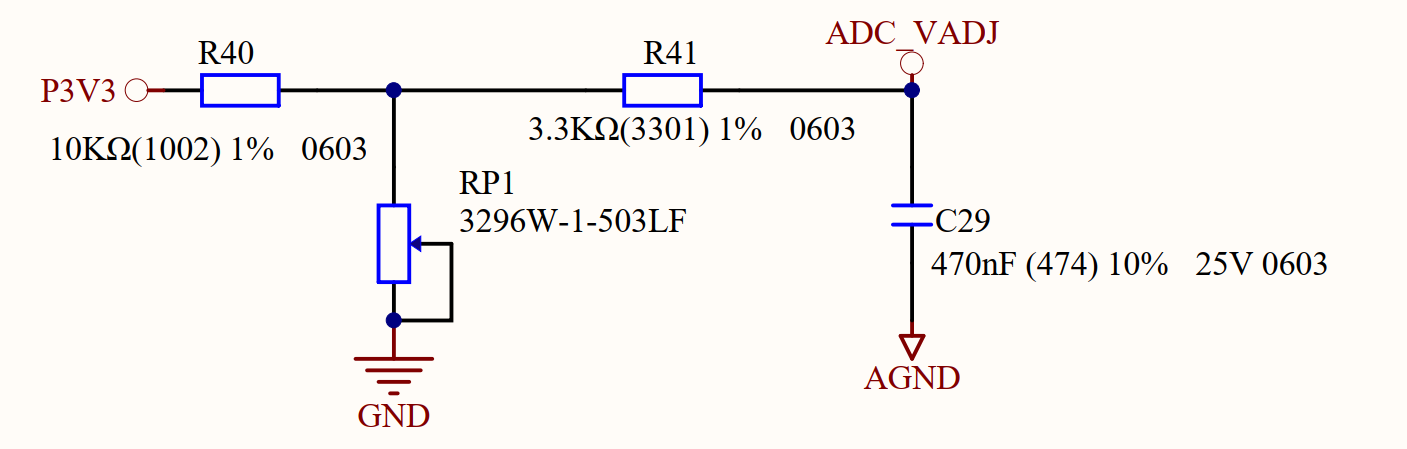 ADC_VADJ
R40
R41
P3V3
10KΩ(1002) 1% 0603
3.3KΩ(3301) 1% 0603
RP1
3296W-1-503LF
C29
470nF (474) 10% 25V 0603
AGND
GND